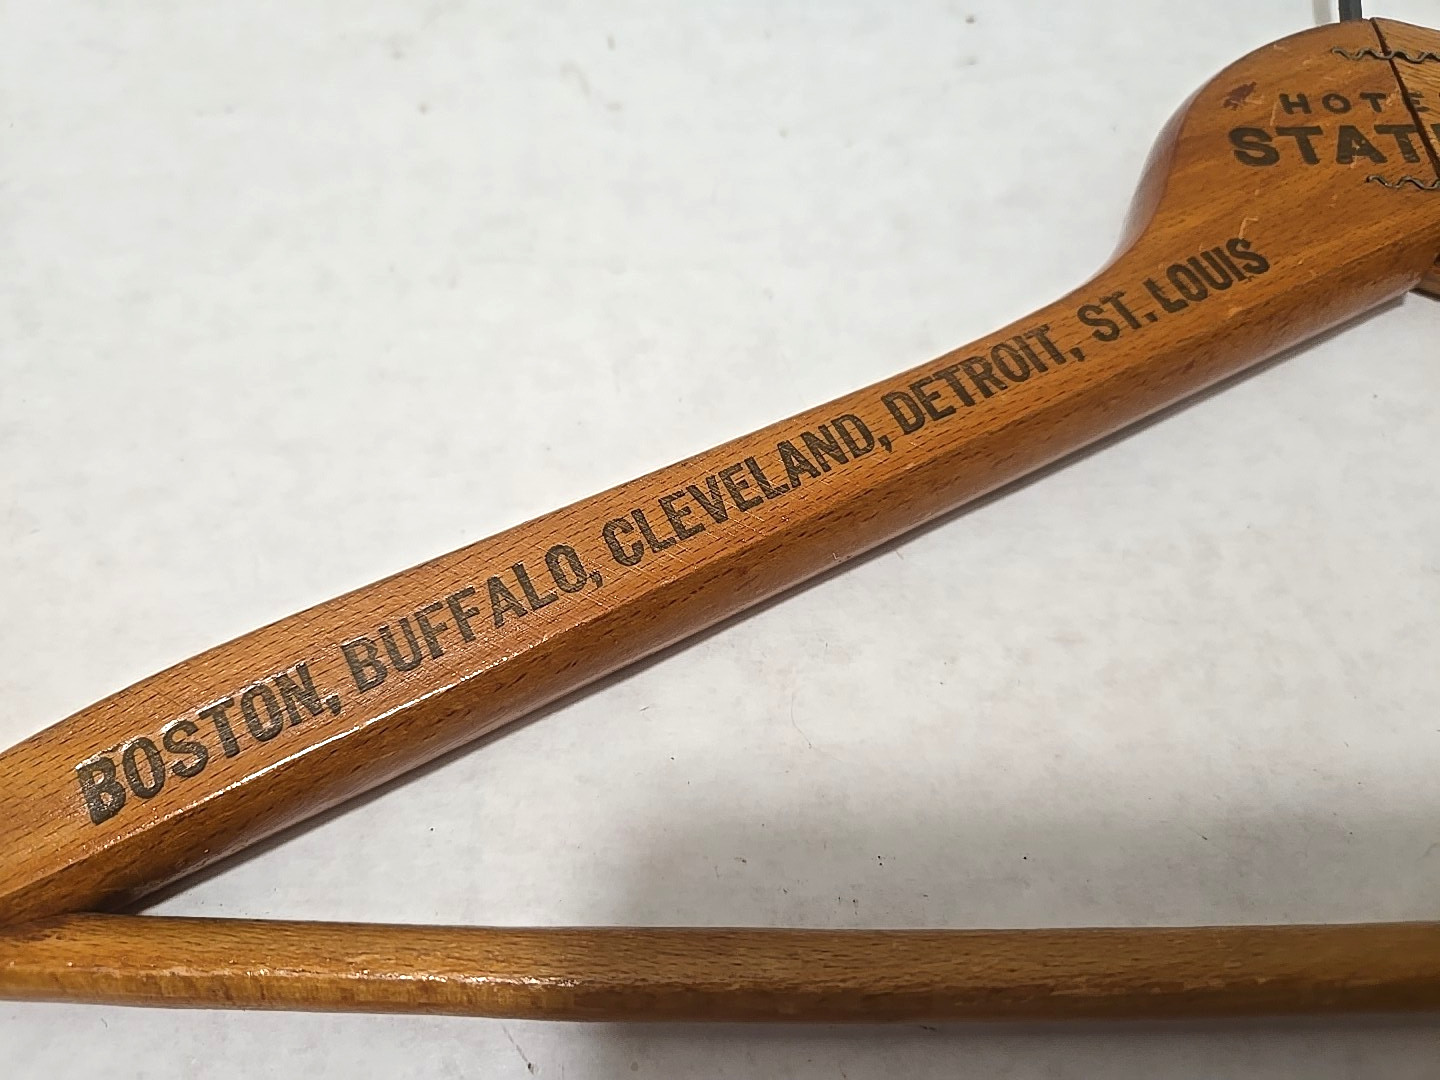 HOTE
STAT
BOSTON, BUFFALO, CLEVELAND, DETROIT, ST. LOUIS